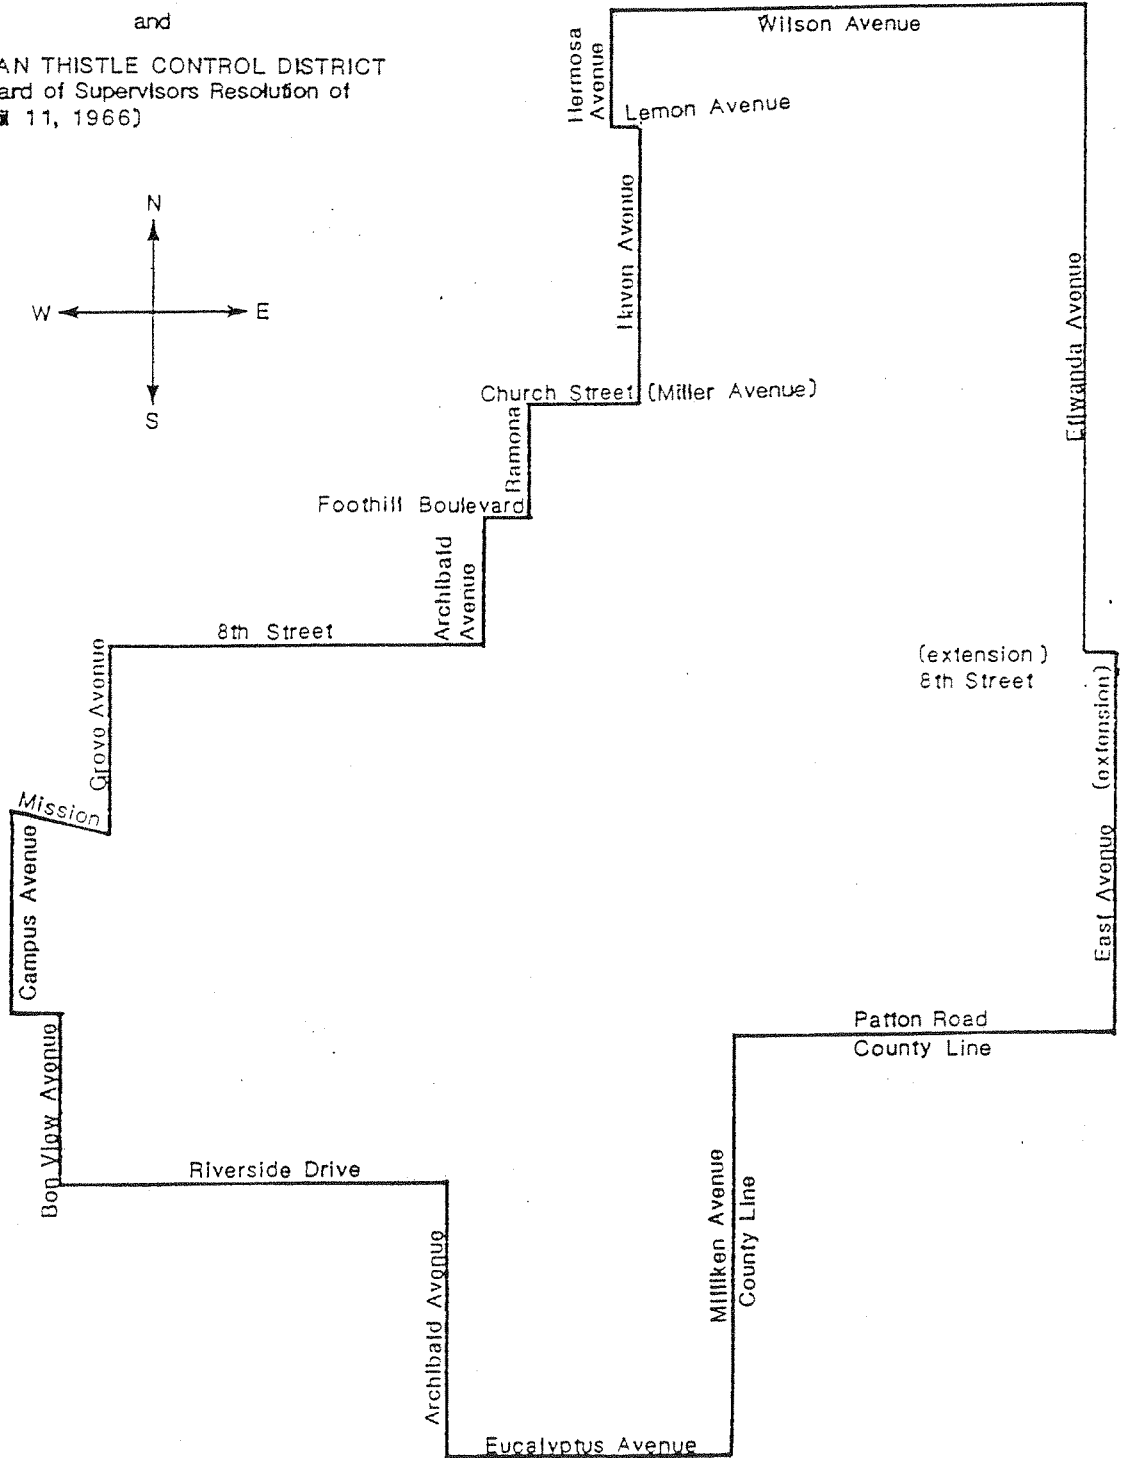 and
AN THISTLE CONTROL DISTRICT
ard of Supervisors Resolution of
11, 1966)
Wilson Avenue
Hermosa
Avenue
Lemon Avenue
N
W
E
S
Haven Avenue
Etiwanda Avenue
Church Street (Miller Avenue)
Ramona
Foothill Boulevard
Archibald
Avenue
8th Street
(extension)
8th Street
Grove Avenue
Mission
Campus Avenue
East Avenue (extension)
Patton Road
County Line
Bon View Avenue
Riverside Drive
Archibald Avenue
Milliken Avenue
County Line
Eucalyptus Avenue